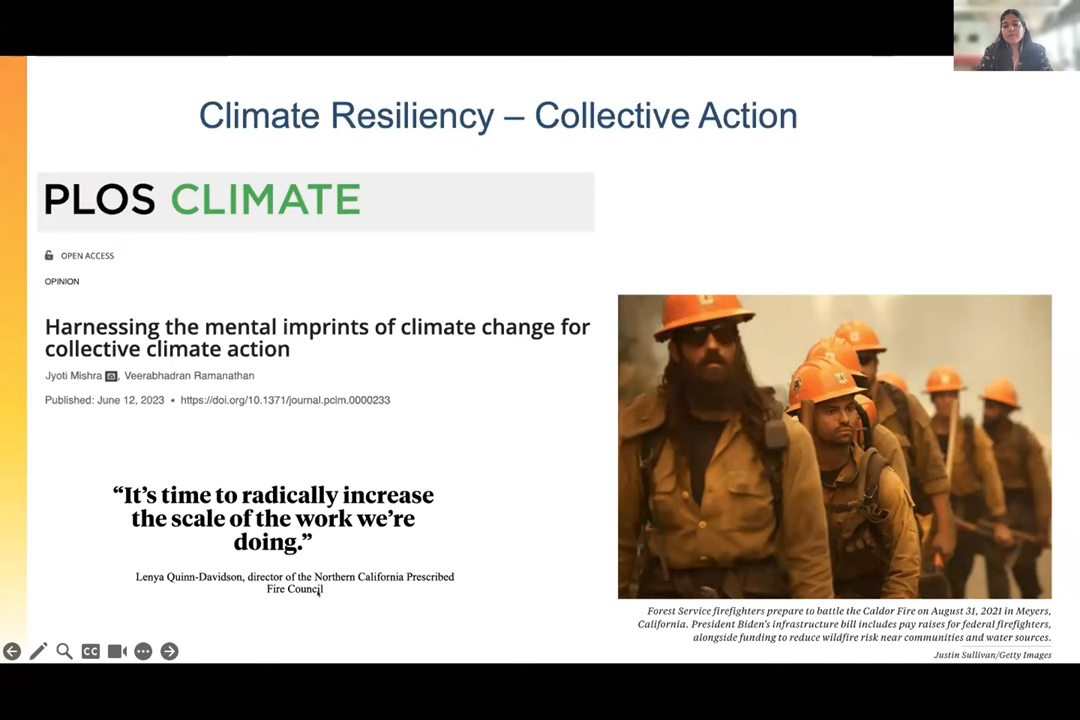 Climate Resiliency – Collective Action
PLOS CLIMATE
OPEN ACCESS
OPINION
Harnessing the mental imprints of climate change for
collective climate action
Jyoti Mishra, Veerabhadran Ramanathan
Published: June 12, 2023 • https://doi.org/10.1371/journal.pclm.0000233
“It’s time to radically increase
the scale of the work we’re
doing.”
Lenya Quinn-Davidson, director of the Northern California Prescribed
Fire Council
Forest Service firefighters prepare to battle the Caldor Fire on August 31, 2021 in Meyers,
California. President Biden's infrastructure bill includes pay raises for federal firefighters,
alongside funding to reduce wildfire risk near communities and water sources.
Justin Sullivan/Getty Images
CC